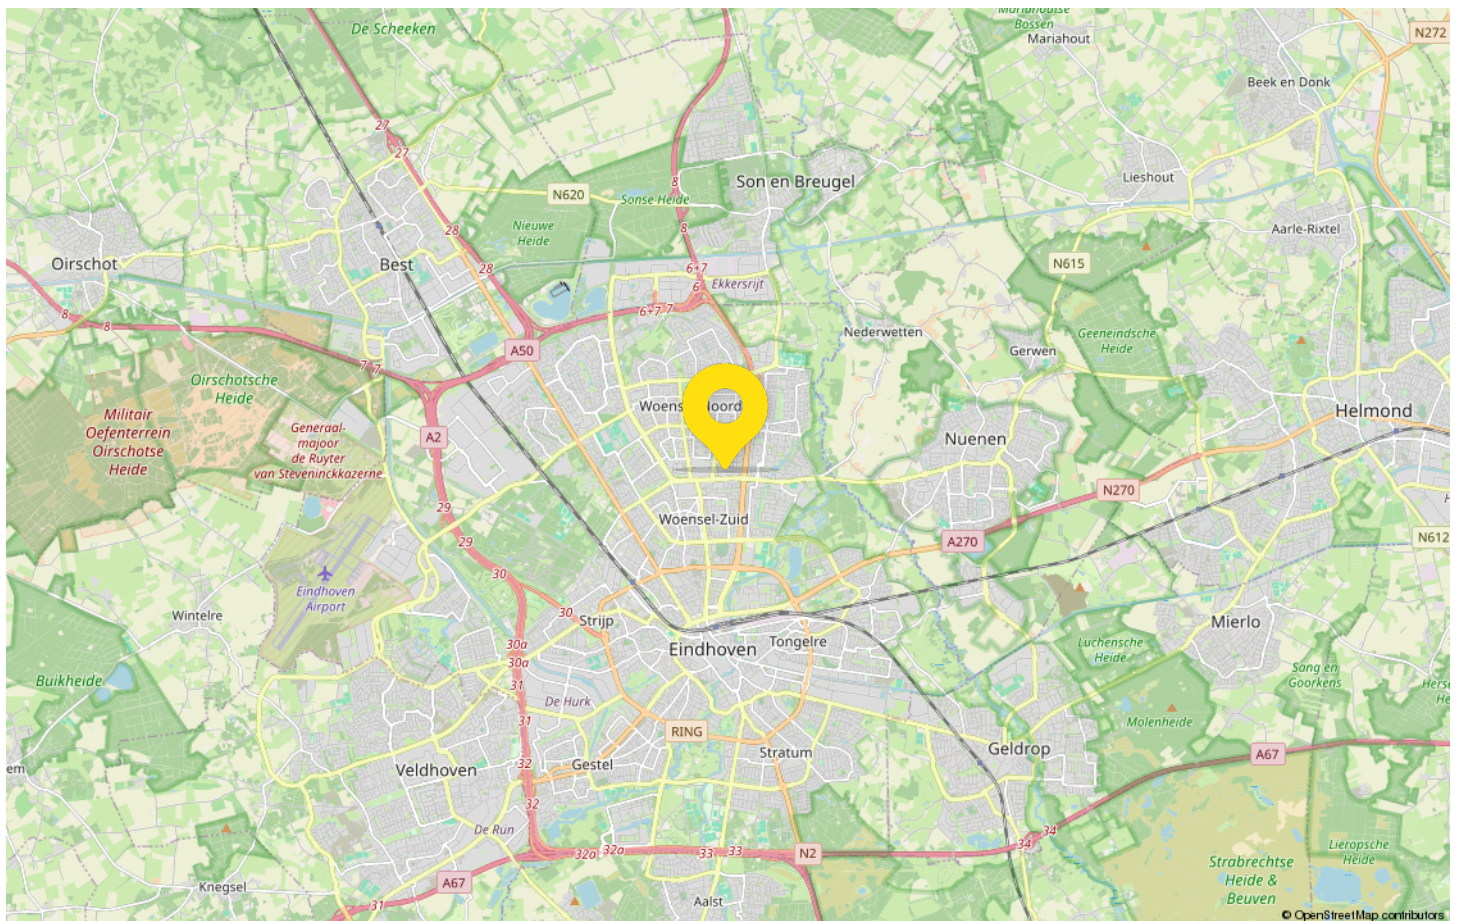 De Scheeken
Bossen
Mariahout
N272
Beek en Donk
27
27
8
Son en Breugel
Lieshout
N620
Sonse Heide
28
Nieuwe
Heide
8
Aarle-Rixtel
Oirschot
Best
28
6+7
6
Ekkersrijt
N615
8
8
6+7
7
Nederwetten
Geeneindsche
Heide
A50
Gerwen
7
7
Oirschotsche
Heide
Militair
Oefenterrein
Oirschotse
Heide
Generaal-
majoor
de Ruyter
van Steveninckkazerne
A2
Helmond
Nuenen
N270
29
Woensel-Zuid
29
A270
N612
30
Eindhoven
Airport
30
Wintelre
Strijp
Mierlo
30a
30a
Eindhoven
Tongelre
Luchensche
Heide
Sang en
Goorkens
Buikheide
31
De Hurk
31
RING
Molenheide
Stratum
Geldrop
A67
32
Gestel
Veldhoven
32
De Run
34
34
32a
32a
33
33
N2
Lieropsche
Heide
Strabrechtse
Heide &
Beuven
A67
Knegsel
31
Aalst
© OpenStreetMap contributors